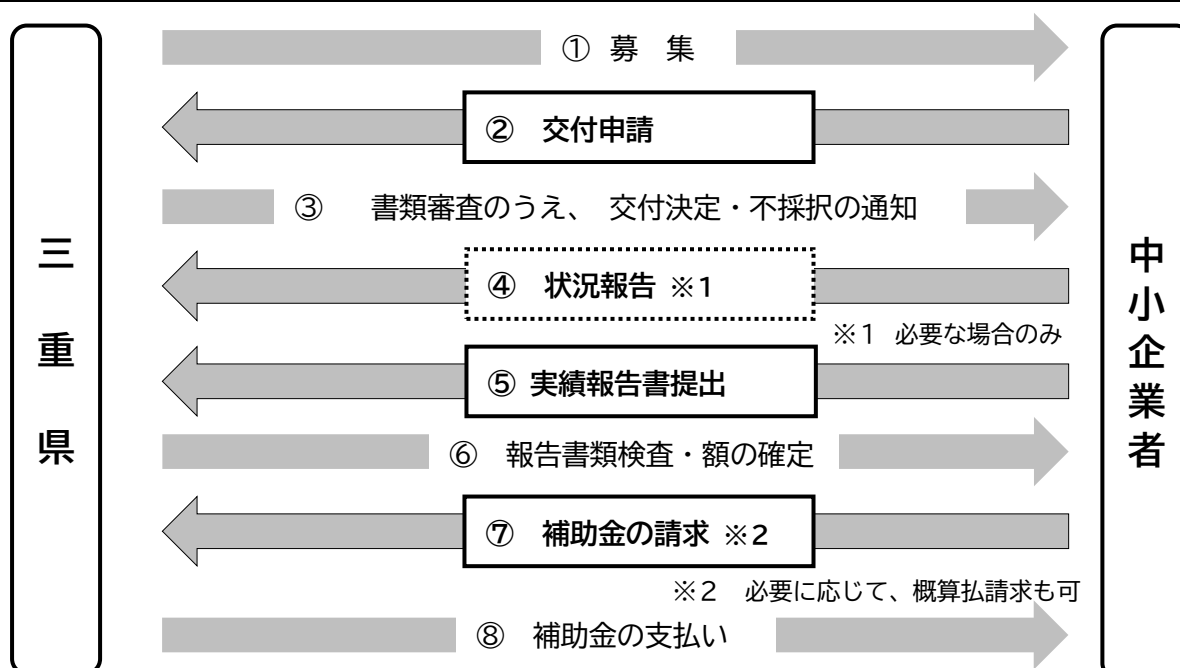 三重県
① 募 集
② 交付申請
③ 書類審査のうえ、 交付決定・不採択の通知
④ 状況報告 ※1
※1 必要な場合のみ
⑤ 実績報告書提出
⑥ 報告書類検査・額の確定
⑦ 補助金の請求 ※2
※2 必要に応じて、概算払請求も可
⑧ 補助金の支払い
中小企業者